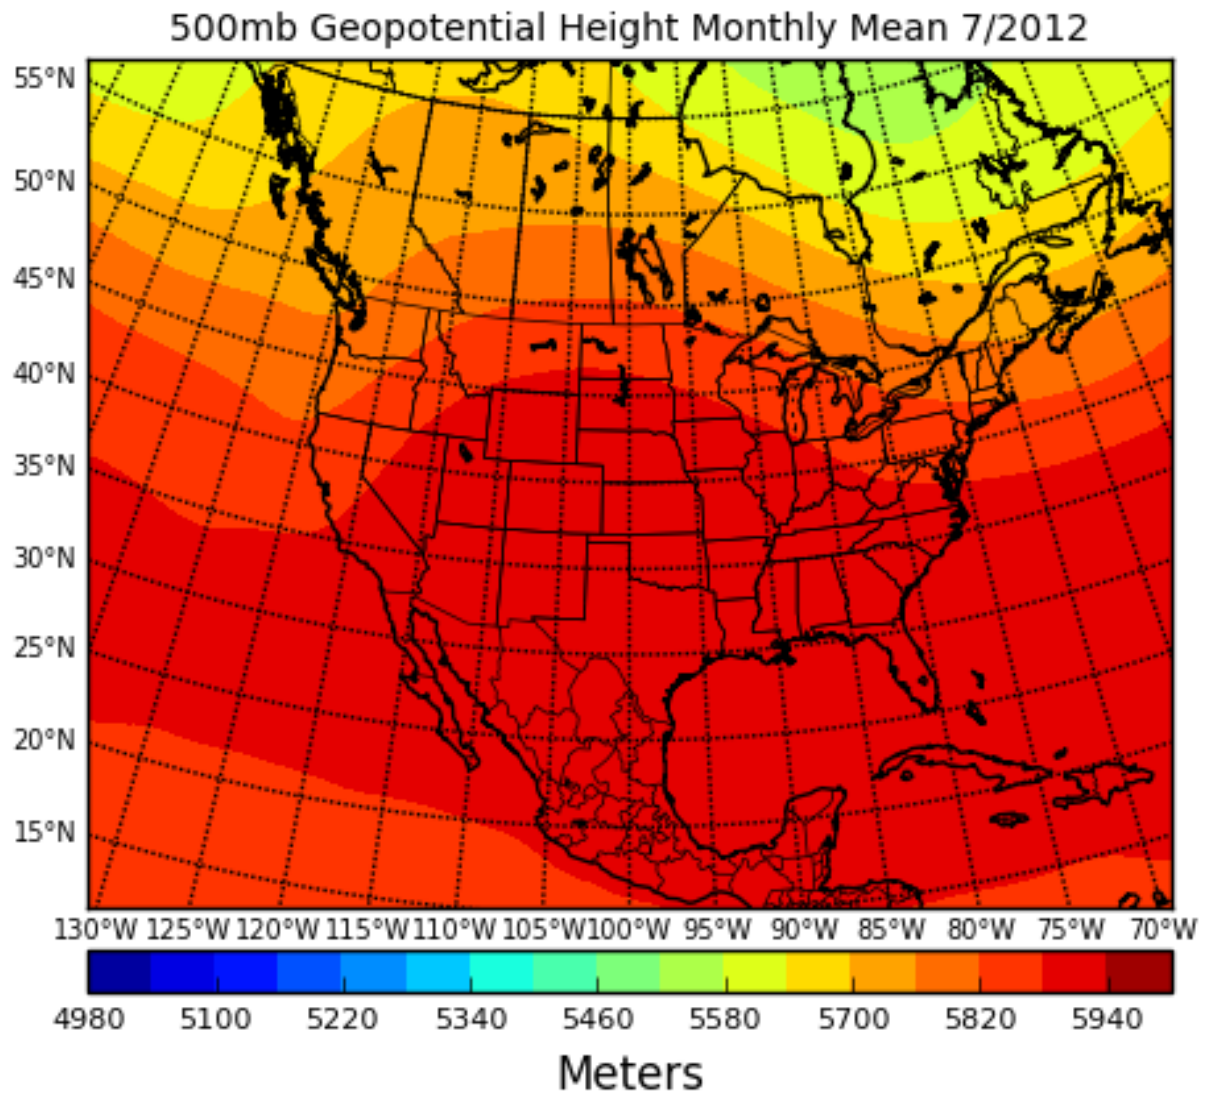 500mb Geopotential Height Monthly Mean 7/2012
55°N
50°N
45°N
40°N
35°N
30°N
25°N
20°N
15°N
130°W 125°W 120°W 115°W 110°W 105°W 100°W 95°W 90°W 85°W 80°W 75°W 70°W
4980 5100 5220 5340 5460 5580 5700 5820 5940
Meters